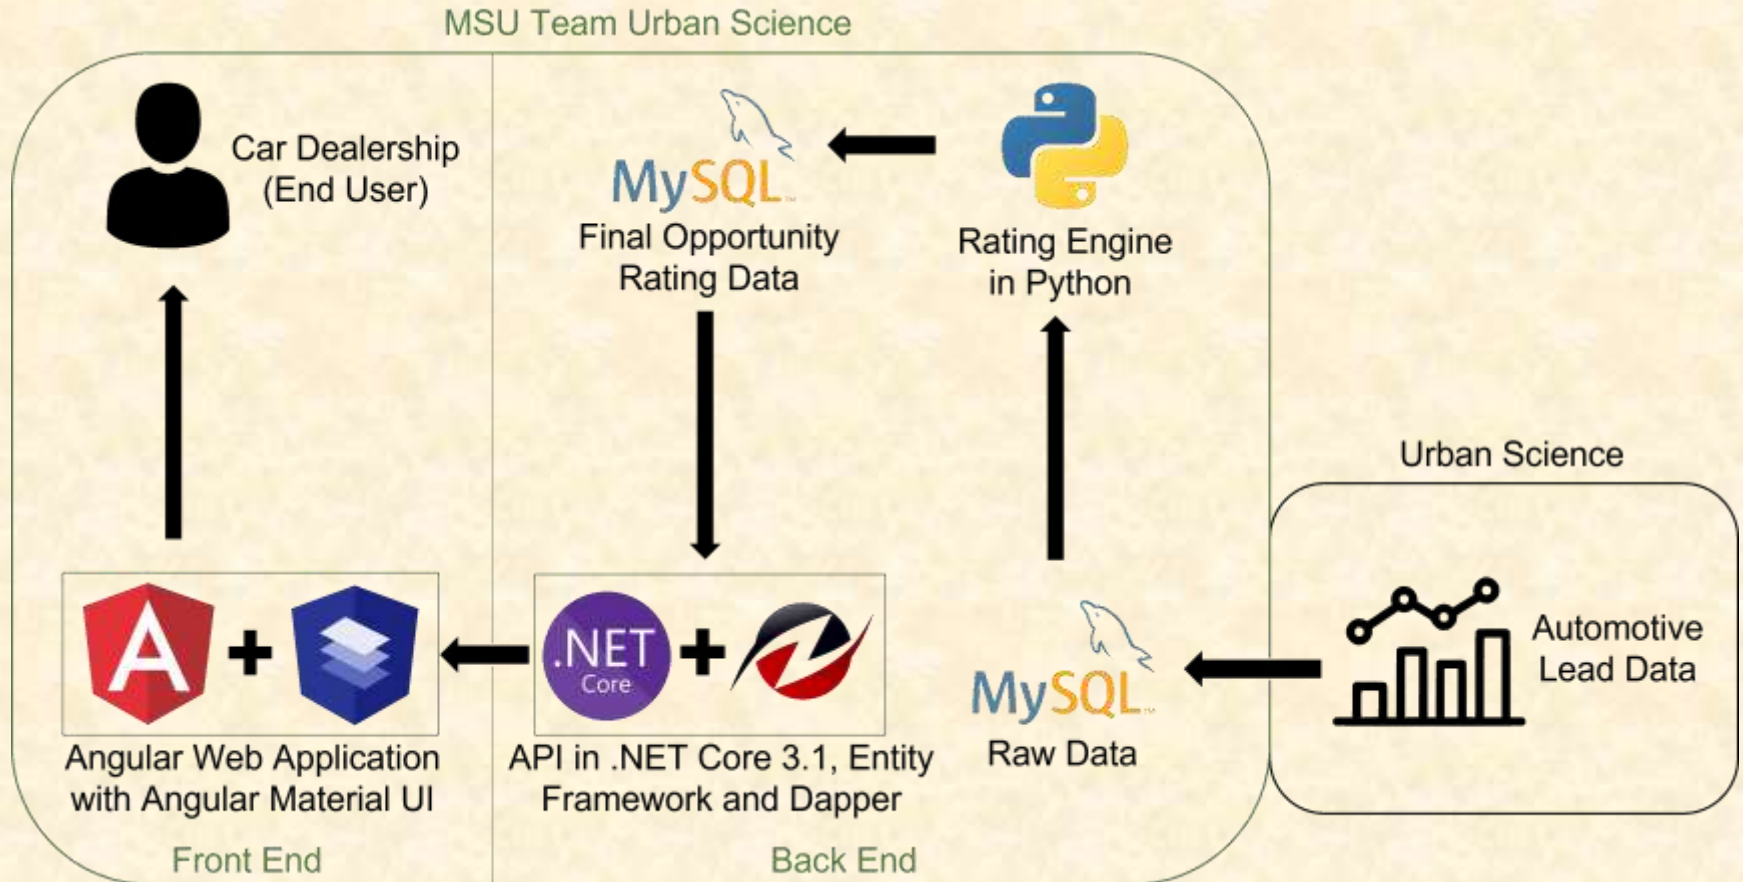 MSU Team Urban Science
Car Dealership
(End User)
MySQL™
Final Opportunity
Rating Data
Rating Engine
in Python
Urban Science
Automotive
Lead Data
MySQL™
Raw Data
.NET
Core
API in .NET Core 3.1, Entity
Framework and Dapper
A
Angular Web Application
with Angular Material UI
Front End
Back End